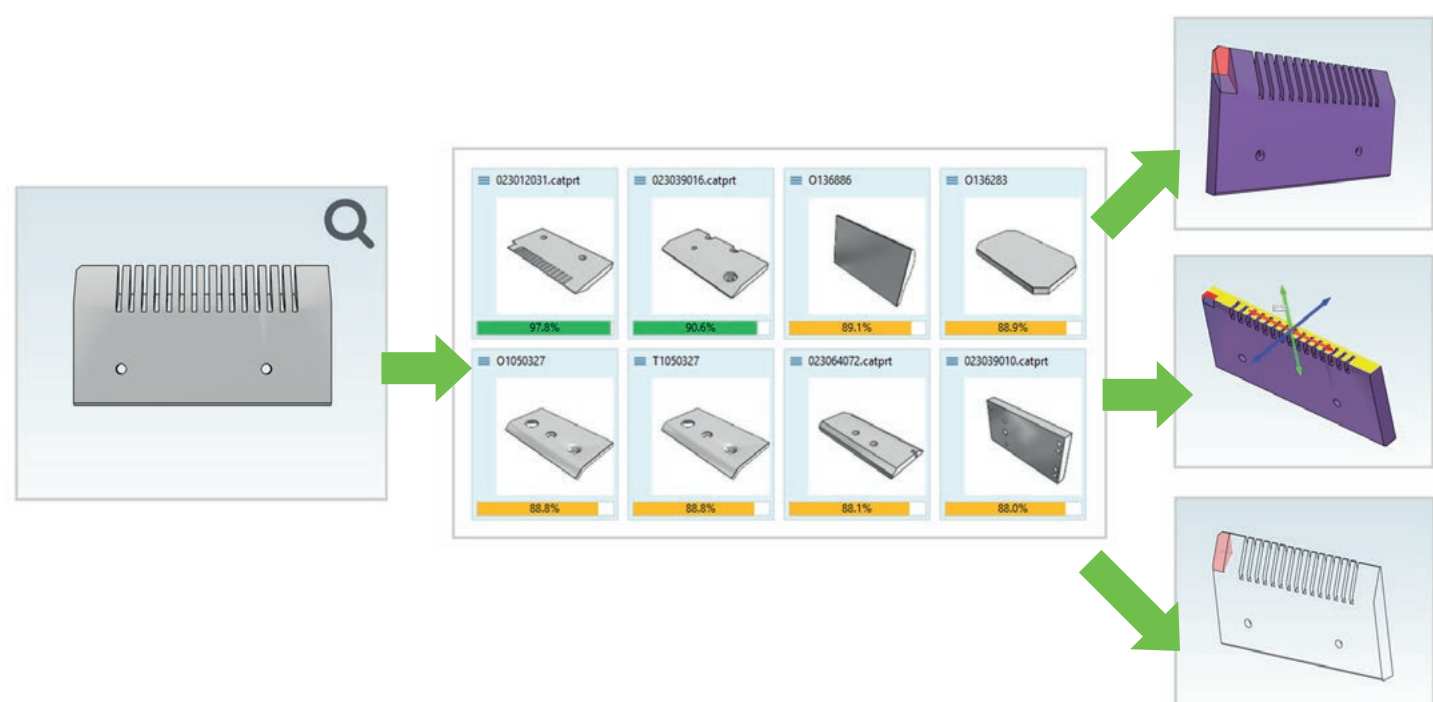 023012031.catprt
023039016.catprt
O136886
O136283
97.8%
90.6%
89.1%
88.9%
O1050327
T1050327
023064072.catprt
023039010.catprt
88.8%
88.8%
88.1%
88.0%